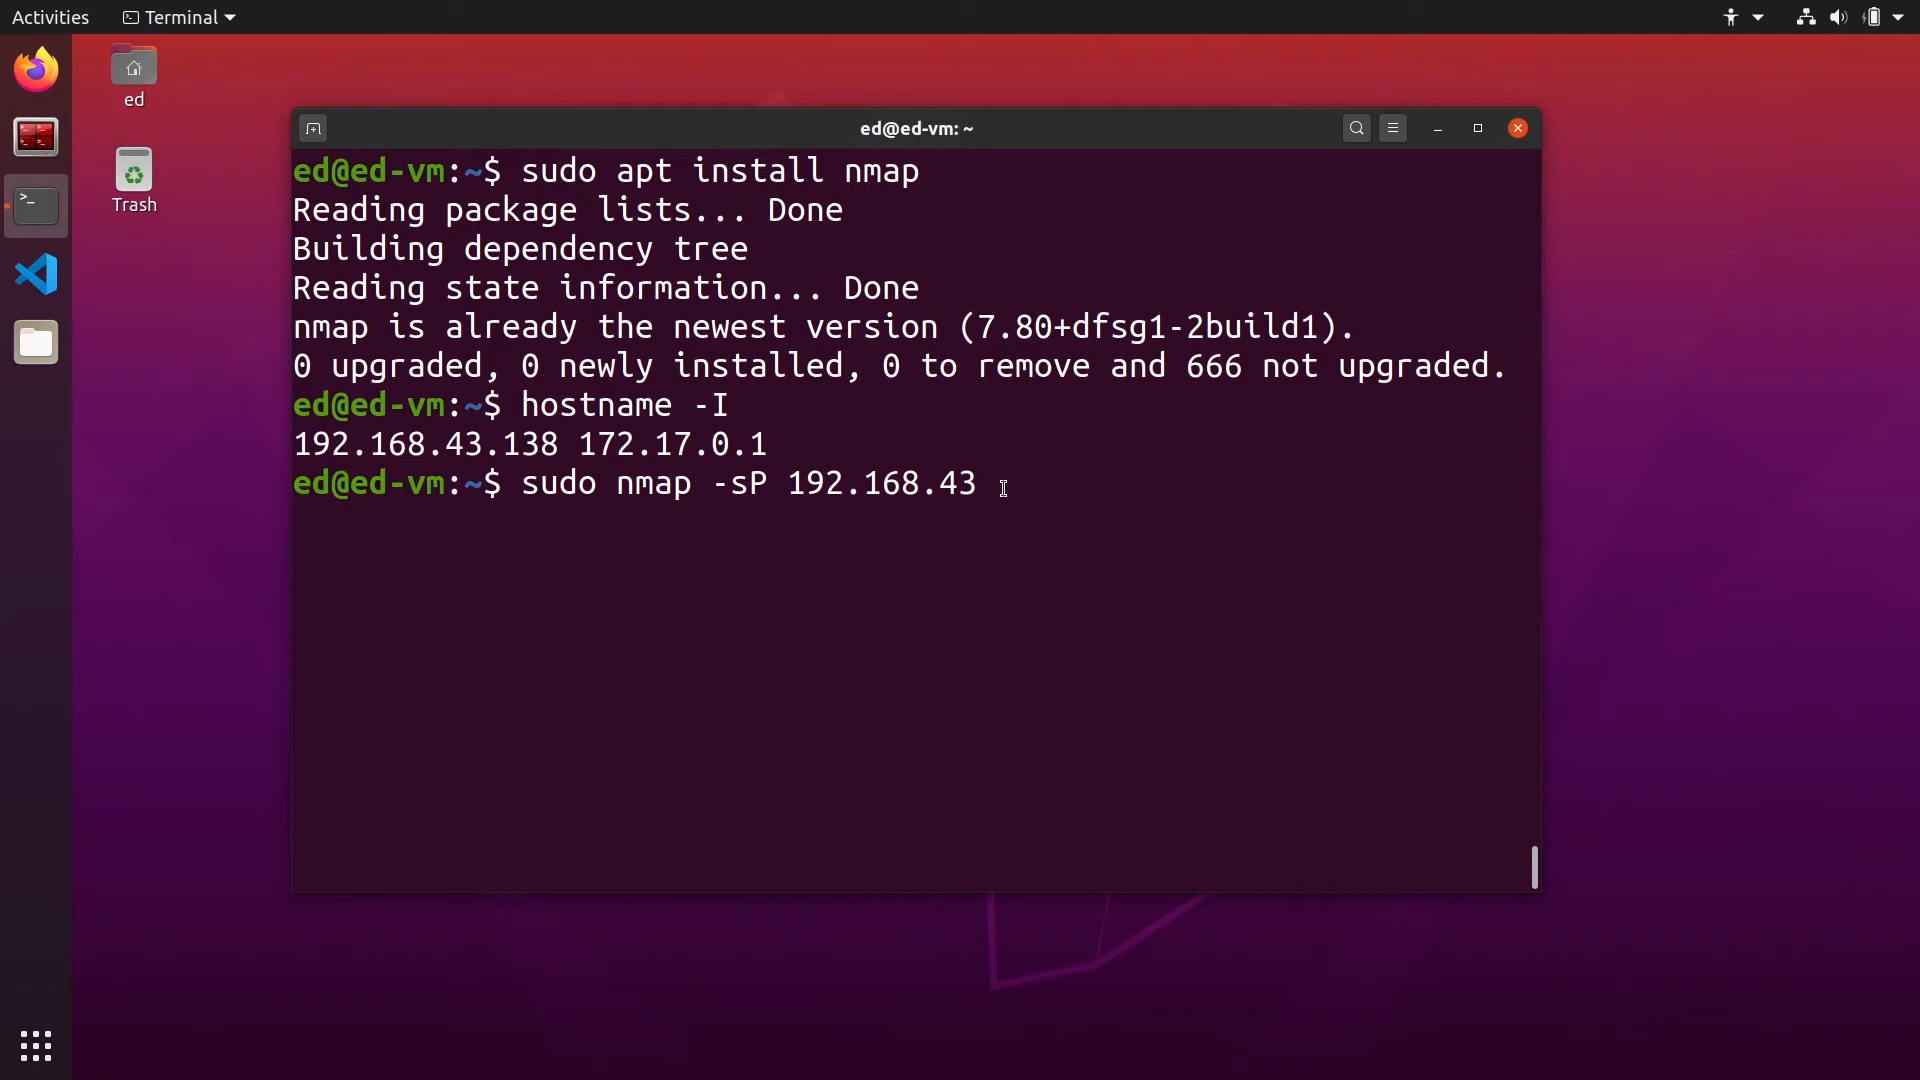 Activities Terminal
ed
Trash
ed@ed-vm: ~
ed@ed-vm:~$ sudo apt install nmap
Reading package lists... Done
Building dependency tree
Reading state information... Done
nmap is already the newest version (7.80+dfsg1-2build1).
0 upgraded, 0 newly installed, 0 to remove and 666 not upgraded.
ed@ed-vm:~$ hostname -I
192.168.43.138 172.17.0.1
ed@ed-vm:~$ sudo nmap -sP 192.168.43